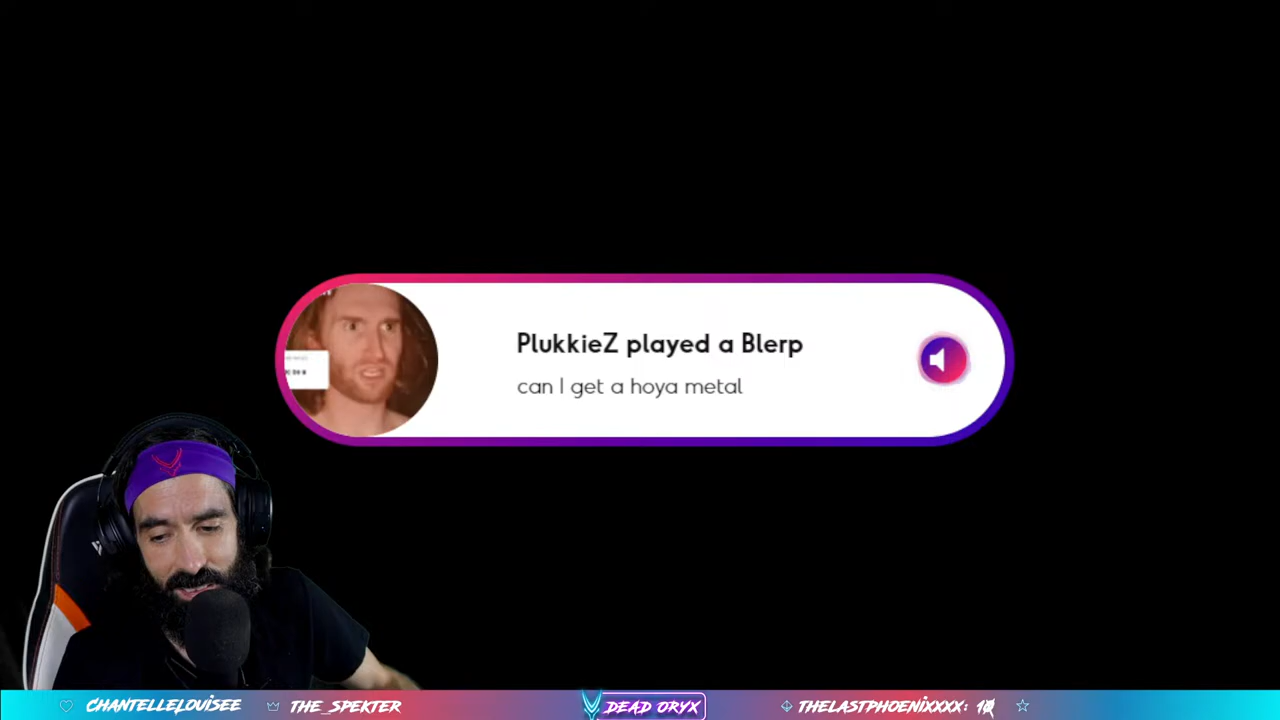 PlukkieZ played a Blerp
can I get a hoya metal
CHANTELLELOUISEE
THE_SPEKTER
DEAD ORYX
THELASTPHOENIXXXX: